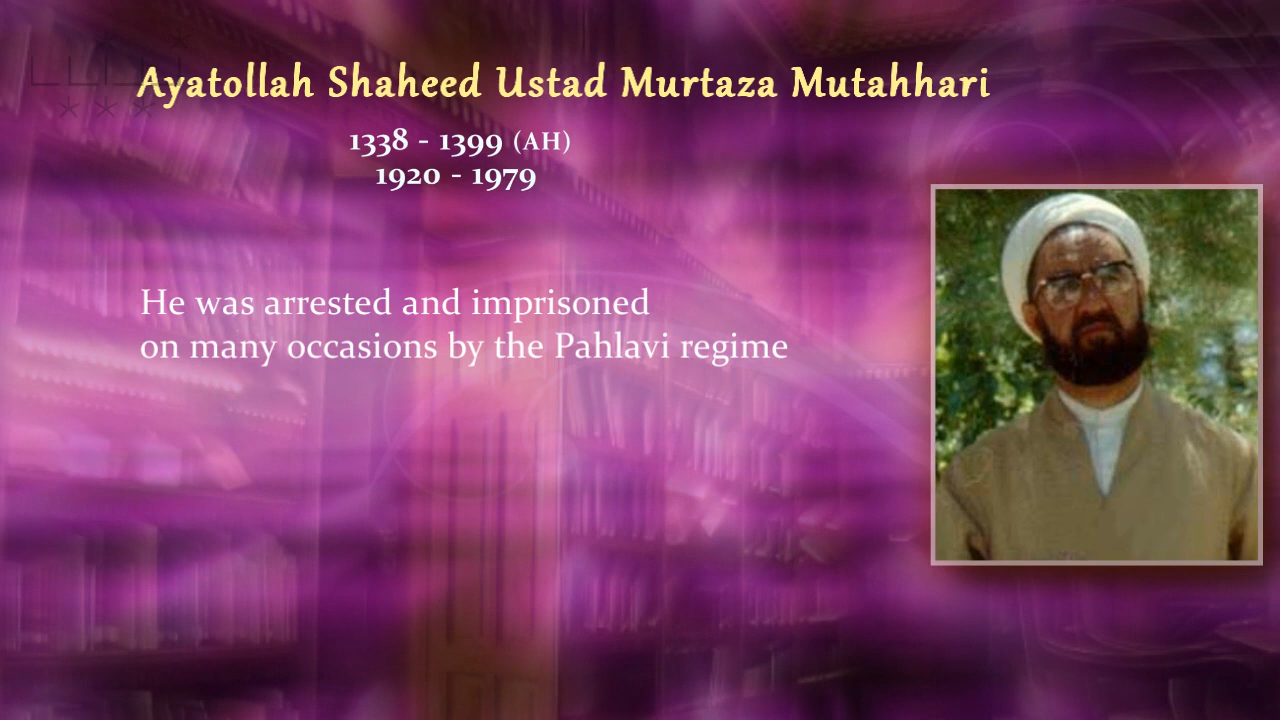 Ayatollah Shaheed Ustad Murtaza Mutahhari
1338 - 1399 (AH)
1920 - 1979
He was arrested and imprisoned
on many occasions by the Pahlavi regime